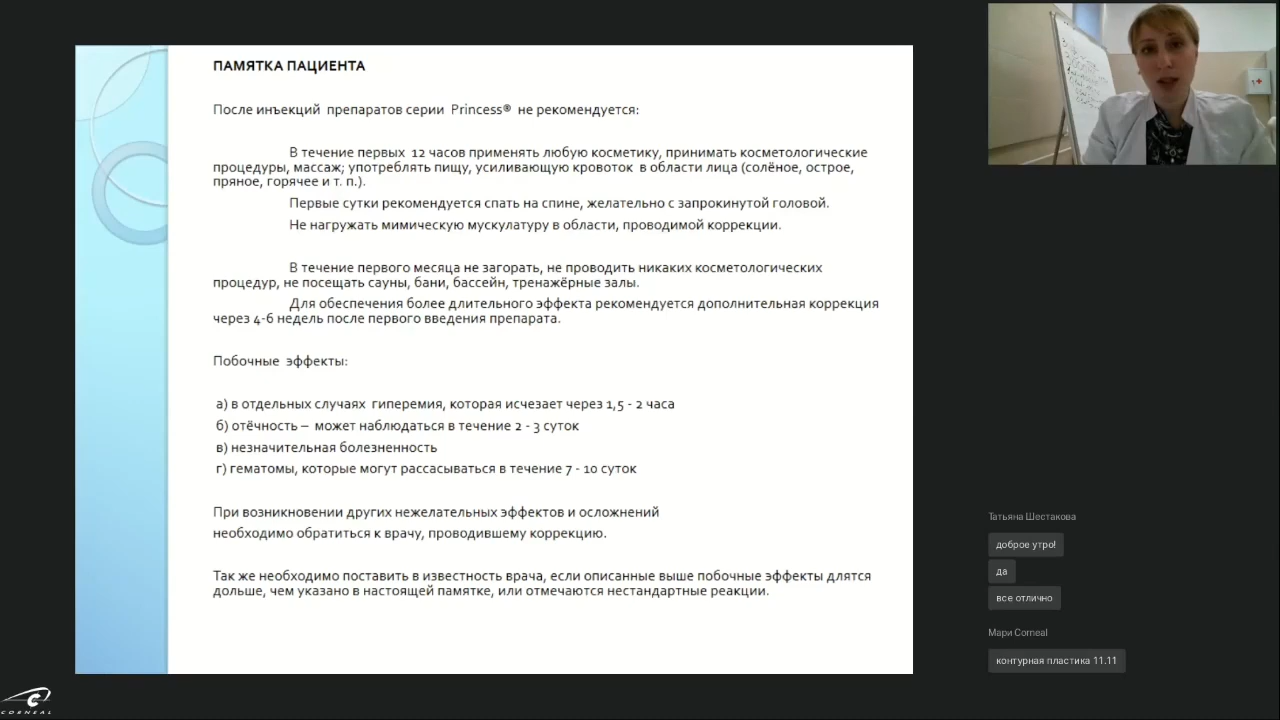 ПАМЯТКА ПАЦИЕНТА
После инъекций препаратов серии Princess® не рекомендуется:
В течение первых 12 часов применять любую косметику, принимать косметологические
процедуры, массаж; употреблять пищу, усиливающую кровоток в области лица (солёное, острое,
пряное, горячее и т. п.).
Первые сутки рекомендуется спать на спине, желательно с запрокинутой головой.
Не нагружать мимическую мускулатуру в области, проводимой коррекции.
В течение первого месяца не загорать, не проводить никаких косметологических
процедур, не посещать сауны, бани, бассейн, тренажёрные залы.
Для обеспечения более длительного эффекта рекомендуется дополнительная коррекция
через 4-6 недель после первого введения препарата.
Побочные эффекты:
а) в отдельных случаях гиперемия, которая исчезает через 1,5 - 2 часа
б) отёчность – может наблюдаться в течение 2 - 3 суток
в) незначительная болезненность
г) гематомы, которые могут рассасываться в течение 7 - 10 суток
При возникновении других нежелательных эффектов и осложнений
необходимо обратиться к врачу, проводившему коррекцию.
Так же необходимо поставить в известность врача, если описанные выше побочные эффекты длятся
дольше, чем указано в настоящей памятке, или отмечаются нестандартные реакции.
Татьяна Шестакова
доброе утро!
да
все отлично
Мари Corneal
контурная пластика 11.11
CORNEAL